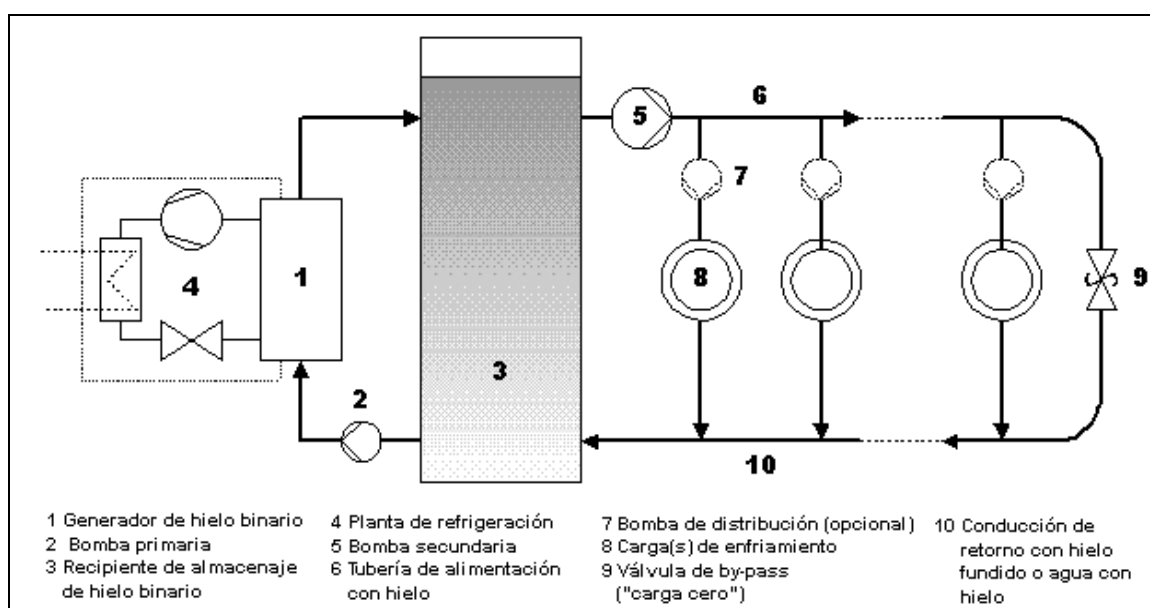 6
5
7
4
1
8
9
3
2
10
1 Generador de hielo binario
2 Bomba primaria
3 Recipiente de almacenaje
de hielo binario
4 Planta de refrigeración
5 Bomba secundaria
6 Tubería de alimentación
con hielo
7 Bomba de distribución (opcional)
8 Carga(s) de enfriamiento
9 Válvula de by-pass
("carga cero")
10 Conducción de
retorno con hielo
fundido o agua con
hielo